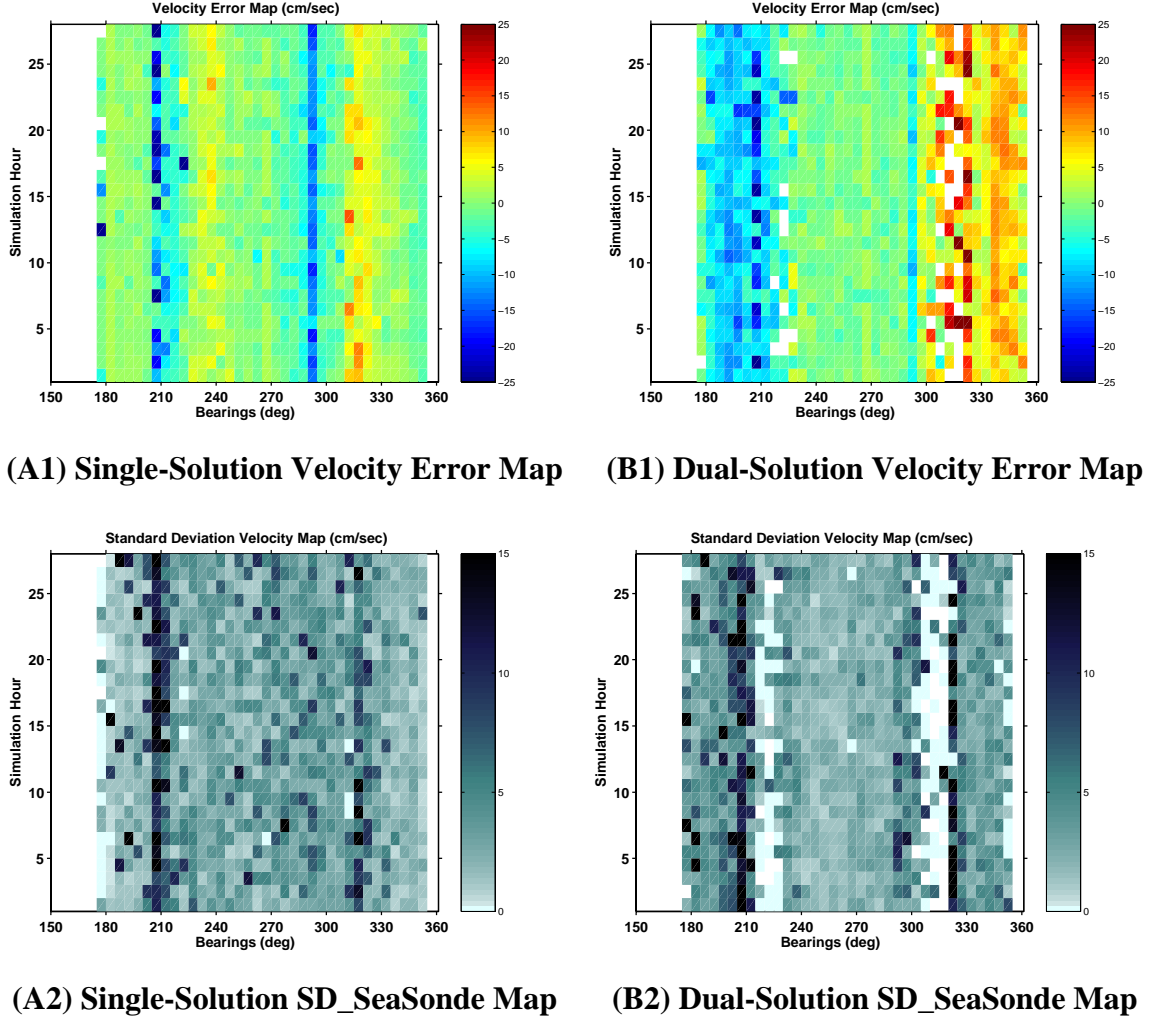 Velocity Error Map (cm/sec)
25
20
15
10
5
Simulation Hour
150 180 210 240 270 300 330 360
Bearings (deg)
25
20
15
10
5
0
−5
−10
−15
−20
−25
(A1) Single-Solution Velocity Error Map
Velocity Error Map (cm/sec)
25
20
15
10
5
Simulation Hour
150 180 210 240 270 300 330 360
Bearings (deg)
25
20
15
10
5
0
−5
−10
−15
−20
−25
(B1) Dual-Solution Velocity Error Map
Standard Deviation Velocity Map (cm/sec)
25
20
15
10
5
Simulation Hour
150 180 210 240 270 300 330 360
Bearings (deg)
15
10
5
0
(A2) Single-Solution SD_SeaSonde Map
Standard Deviation Velocity Map (cm/sec)
25
20
15
10
5
Simulation Hour
150 180 210 240 270 300 330 360
Bearings (deg)
15
10
5
0
(B2) Dual-Solution SD_SeaSonde Map